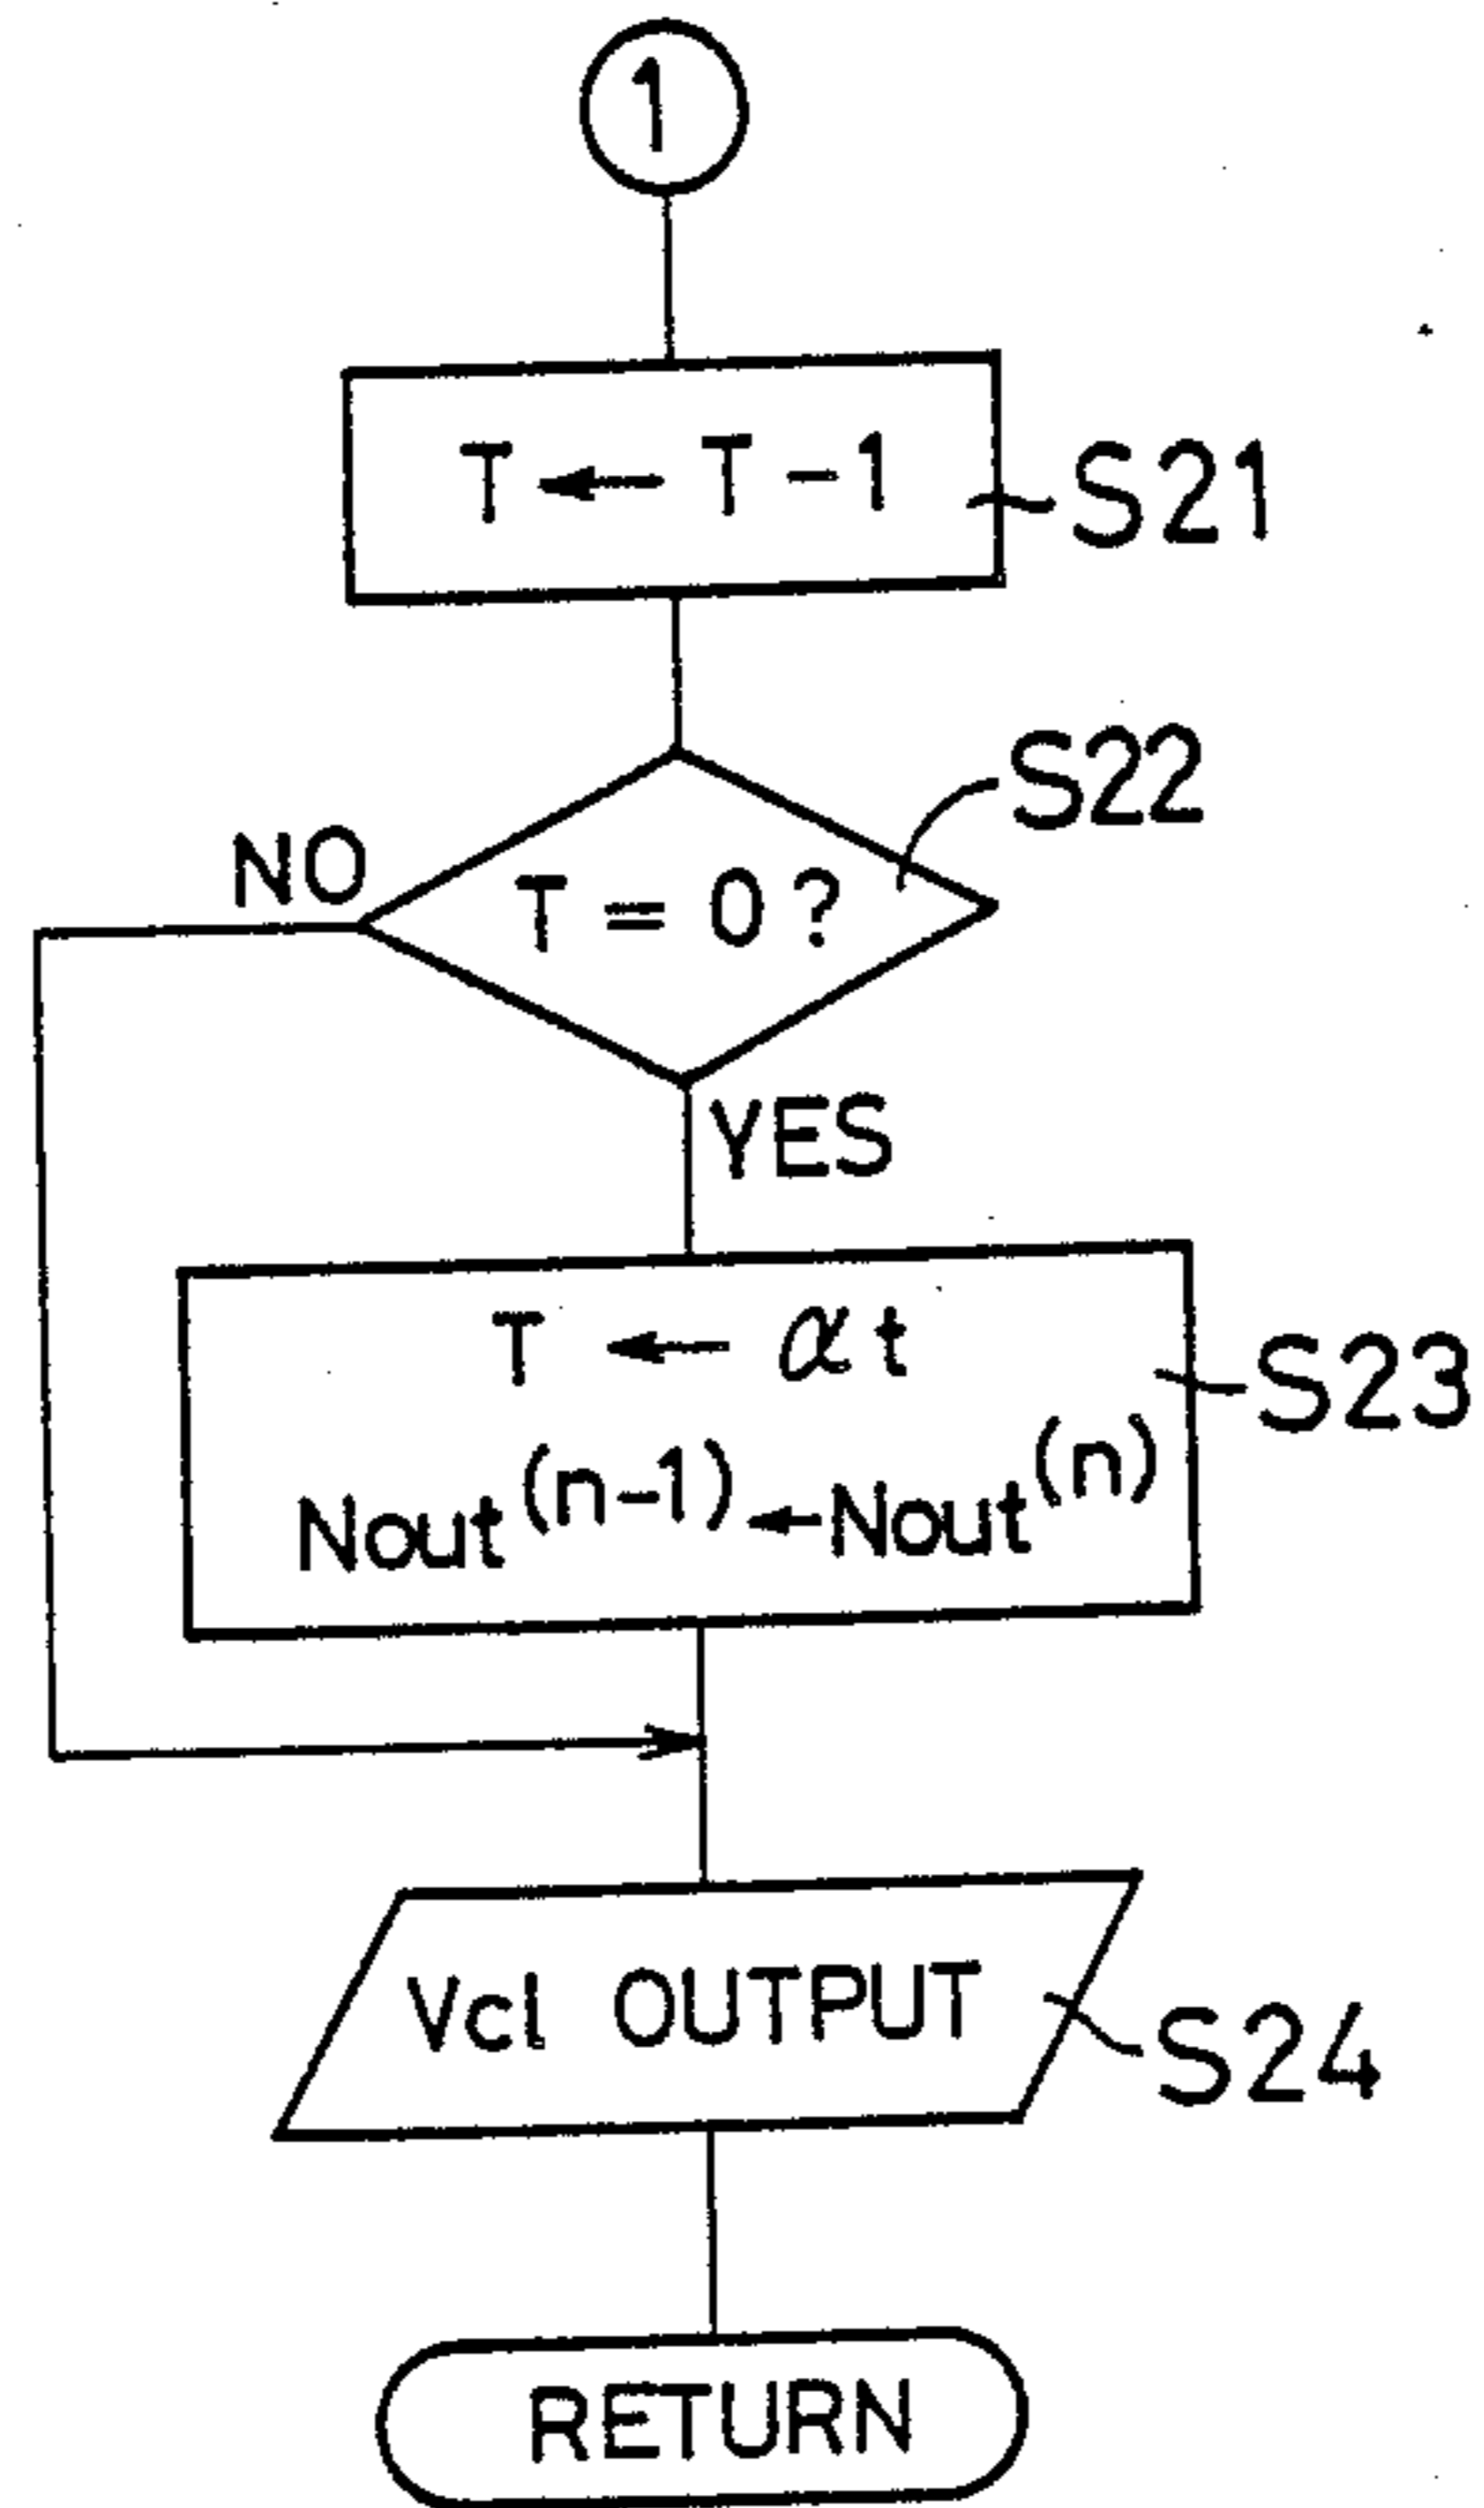 1
T ← T - 1
S21
S22
NO
T = 0 ?
YES
T ← αt
S23
Nout(n-1) ← Nout(n)
Vcl OUTPUT
S24
RETURN